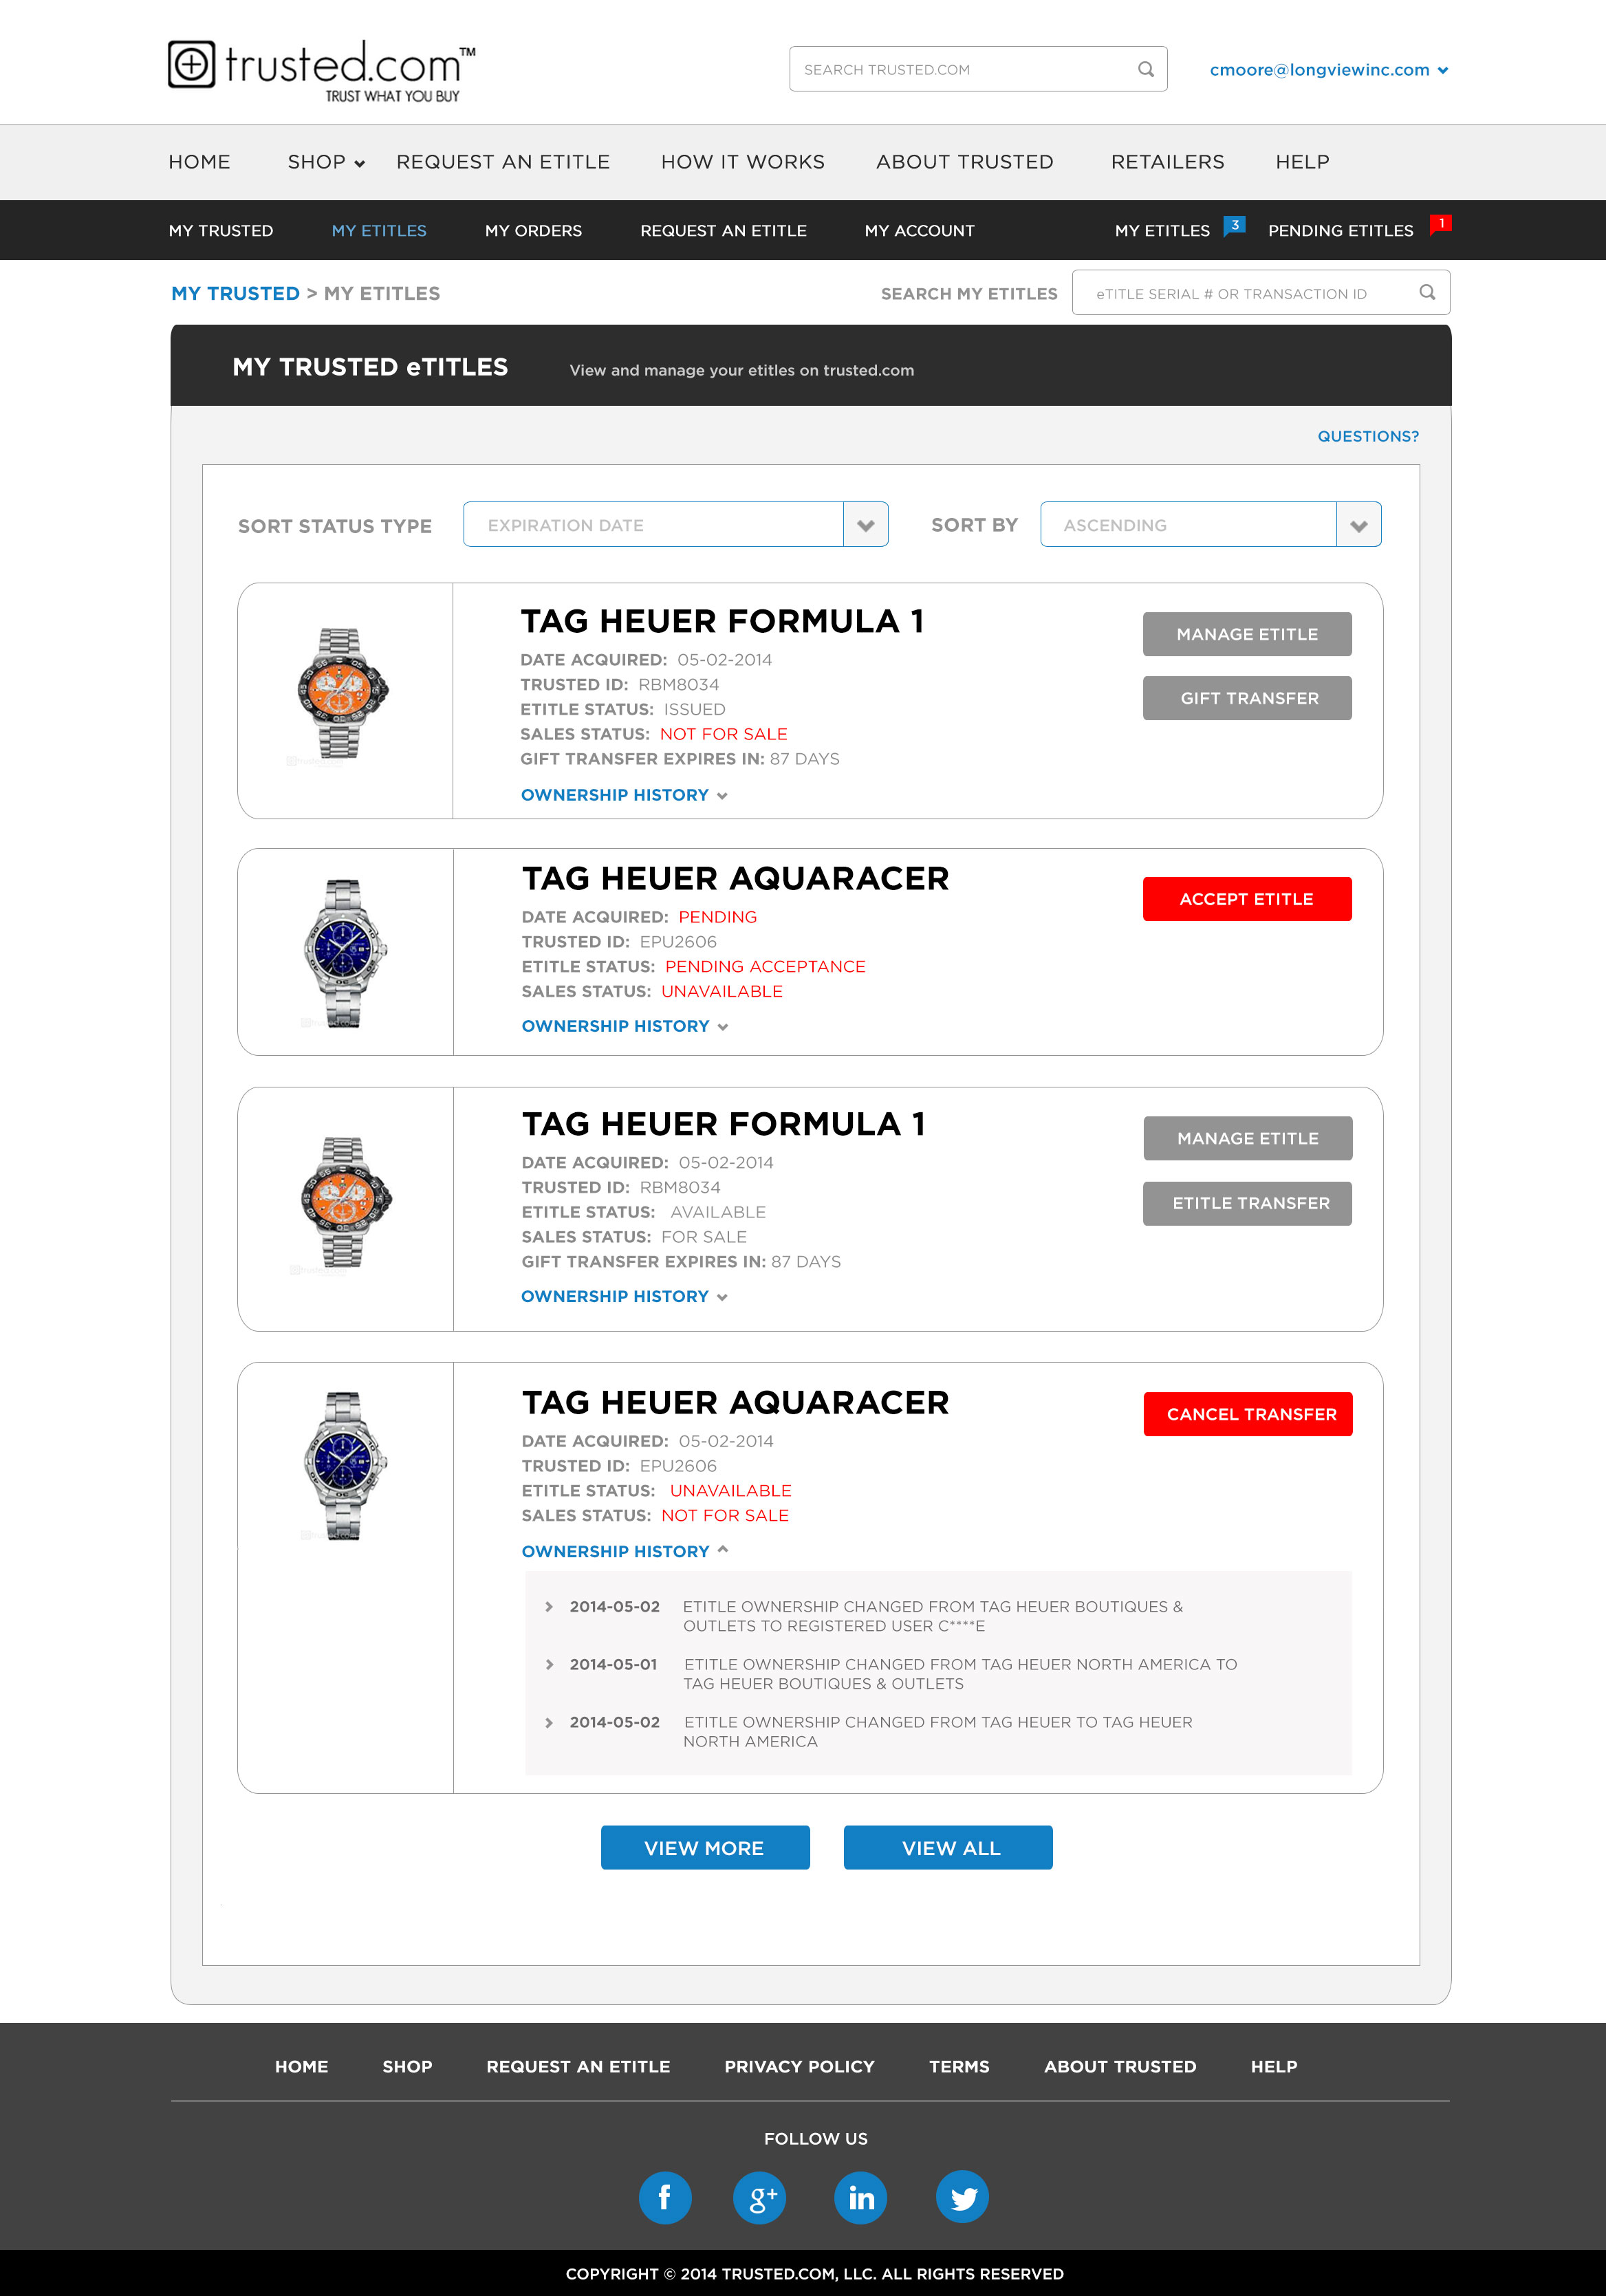 trusted.com™
TRUST WHAT YOU BUY
SEARCH TRUSTED.COM
cmoore@longviewinc.com
HOME SHOP REQUEST AN ETITLE HOW IT WORKS ABOUT TRUSTED RETAILERS HELP
MY TRUSTED MY ETITLES MY ORDERS REQUEST AN ETITLE MY ACCOUNT MY ETITLES 3 PENDING ETITLES 1
MY TRUSTED > MY ETITLES SEARCH MY ETITLES eTITLE SERIAL # OR TRANSACTION ID
MY TRUSTED eTITLES View and manage your etitles on trusted.com
QUESTIONS?
SORT STATUS TYPE EXPIRATION DATE SORT BY ASCENDING
TAG HEUER FORMULA 1
DATE ACQUIRED: 05-02-2014
TRUSTED ID: RBM8034
ETITLE STATUS: ISSUED
SALES STATUS: NOT FOR SALE
GIFT TRANSFER EXPIRES IN: 87 DAYS
OWNERSHIP HISTORY
MANAGE ETITLE
GIFT TRANSFER
TAG HEUER AQUARACER
DATE ACQUIRED: PENDING
TRUSTED ID: EPU2606
ETITLE STATUS: PENDING ACCEPTANCE
SALES STATUS: UNAVAILABLE
OWNERSHIP HISTORY
ACCEPT ETITLE
TAG HEUER FORMULA 1
DATE ACQUIRED: 05-02-2014
TRUSTED ID: RBM8034
ETITLE STATUS: AVAILABLE
SALES STATUS: FOR SALE
GIFT TRANSFER EXPIRES IN: 87 DAYS
OWNERSHIP HISTORY
MANAGE ETITLE
ETITLE TRANSFER
TAG HEUER AQUARACER
DATE ACQUIRED: 05-02-2014
TRUSTED ID: EPU2606
ETITLE STATUS: UNAVAILABLE
SALES STATUS: NOT FOR SALE
OWNERSHIP HISTORY
CANCEL TRANSFER
2014-05-02 ETITLE OWNERSHIP CHANGED FROM TAG HEUER BOUTIQUES &
OUTLETS TO REGISTERED USER C****E
2014-05-01 ETITLE OWNERSHIP CHANGED FROM TAG HEUER NORTH AMERICA TO
TAG HEUER BOUTIQUES & OUTLETS
2014-05-02 ETITLE OWNERSHIP CHANGED FROM TAG HEUER TO TAG HEUER
NORTH AMERICA
VIEW MORE VIEW ALL
HOME SHOP REQUEST AN ETITLE PRIVACY POLICY TERMS ABOUT TRUSTED HELP
FOLLOW US
f g+ in
COPYRIGHT © 2014 TRUSTED.COM, LLC. ALL RIGHTS RESERVED